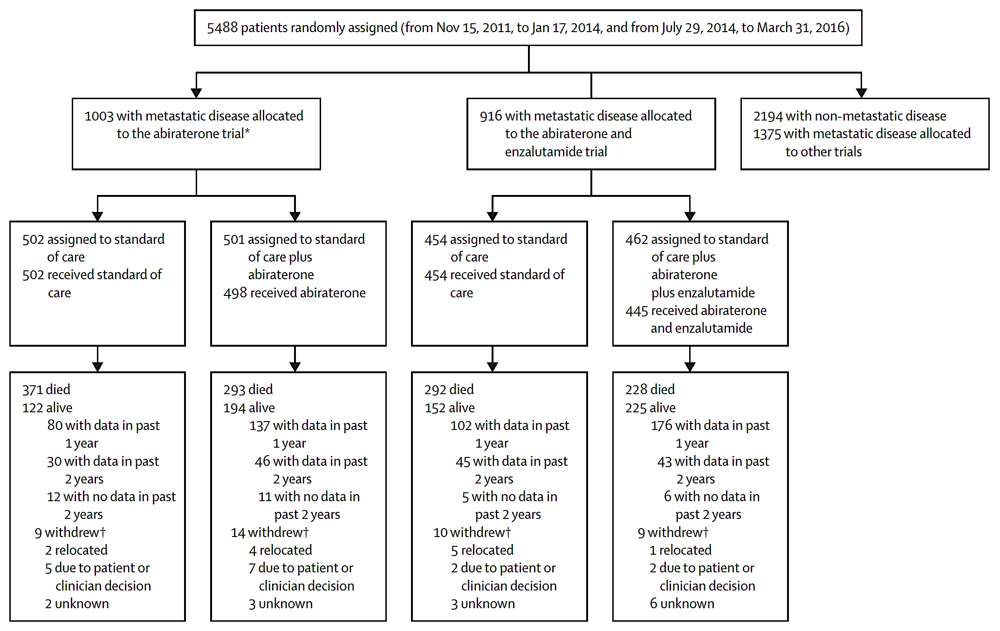 5488 patients randomly assigned (from Nov 15, 2011, to Jan 17, 2014, and from July 29, 2014, to March 31, 2016)
1003 with metastatic disease allocated
to the abiraterone trial*
916 with metastatic disease allocated
to the abiraterone and
enzalutamide trial
2194 with non-metastatic disease
1375 with metastatic disease allocated
to other trials
502 assigned to standard
of care
502 received standard of
care
501 assigned to standard
of care plus
abiraterone
498 received abiraterone
454 assigned to standard
of care
454 received standard of
care
462 assigned to standard
of care plus
abiraterone
plus enzalutamide
445 received abiraterone
and enzalutamide
371 died
122 alive
80 with data in past
1 year
30 with data in past
2 years
12 with no data in past
2 years
9 withdrew†
2 relocated
5 due to patient or
clinician decision
2 unknown
293 died
194 alive
137 with data in past
1 year
46 with data in past
2 years
11 with no data in
past 2 years
14 withdrew†
4 relocated
7 due to patient or
clinician decision
3 unknown
292 died
152 alive
102 with data in past
1 year
45 with data in past
2 years
5 with no data in
past 2 years
10 withdrew†
5 relocated
2 due to patient or
clinician decision
3 unknown
228 died
225 alive
176 with data in past
1 year
43 with data in past
2 years
6 with no data in
past 2 years
9 withdrew†
1 relocated
2 due to patient or
clinician decision
6 unknown